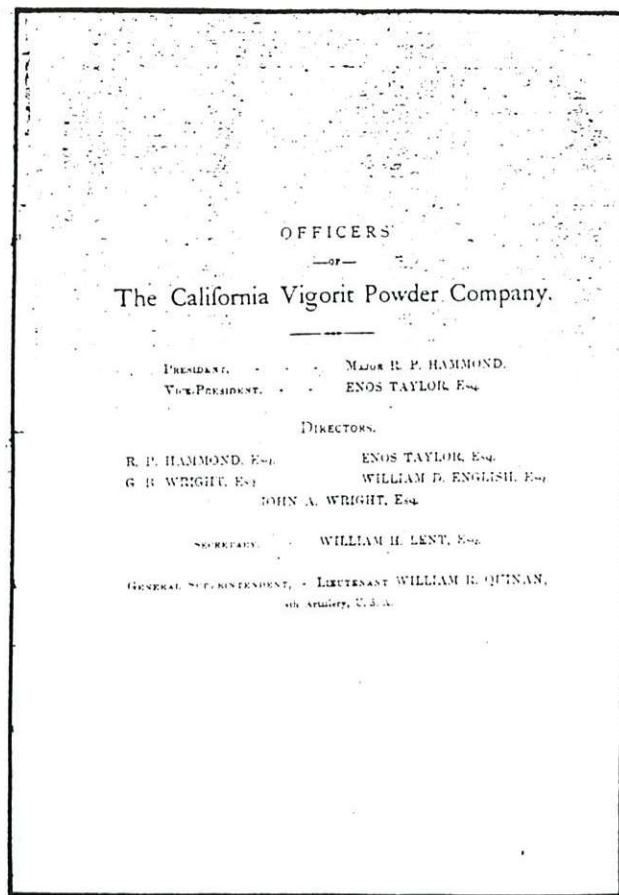 OFFICERS
—OF—
The California Vigorit Powder Company.
PRESIDENT, - - - MAJOR R. P. HAMMOND.
VICE-PRESIDENT, - - ENOS TAYLOR, Esq.
DIRECTORS.
R. P. HAMMOND, Esq. ENOS TAYLOR, Esq.
G. B. WRIGHT, Esq. WILLIAM D. ENGLISH, Esq.
JOHN A. WRIGHT, Esq.
SECRETARY, - WILLIAM H. LENT, Esq.
GENERAL SUPERINTENDENT, - LIEUTENANT WILLIAM R. QUINAN,
4th Artillery, U. S. A.